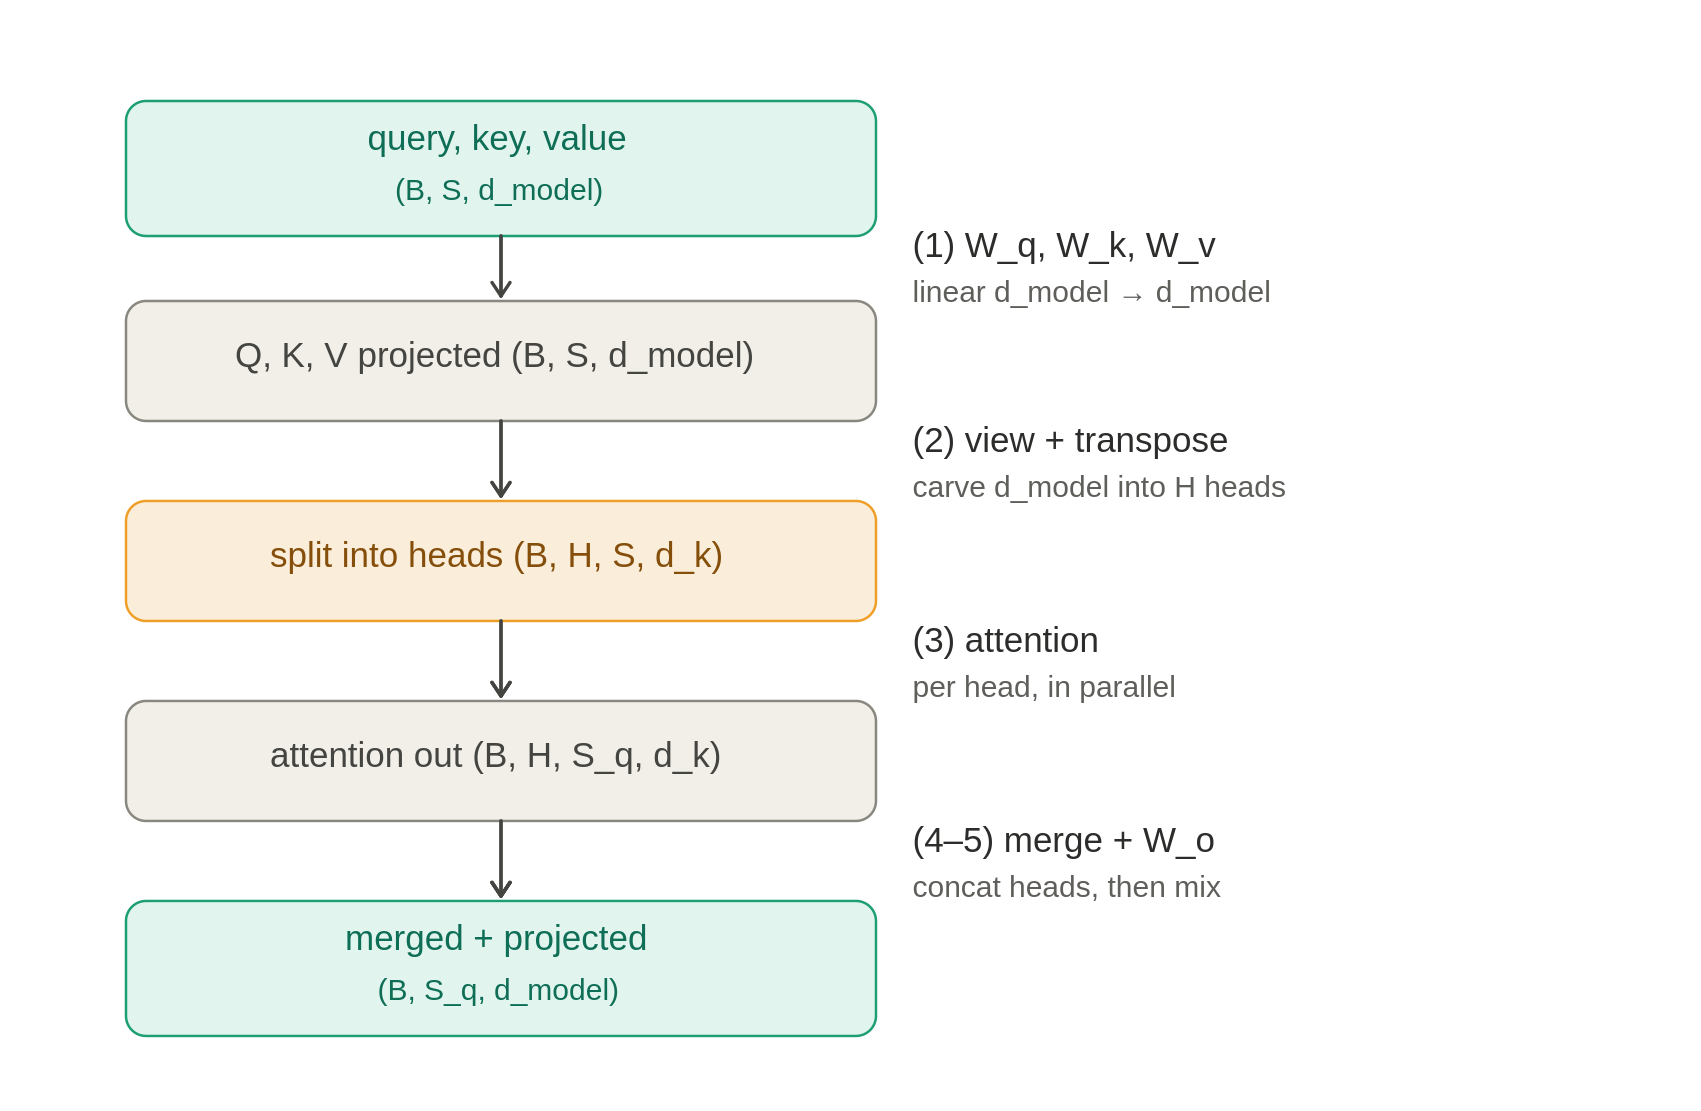 query, key, value
(B, S, d_model)
(1) W_q, W_k, W_v
linear d_model → d_model
Q, K, V projected (B, S, d_model)
(2) view + transpose
carve d_model into H heads
split into heads (B, H, S, d_k)
(3) attention
per head, in parallel
attention out (B, H, S_q, d_k)
(4–5) merge + W_o
concat heads, then mix
merged + projected
(B, S_q, d_model)